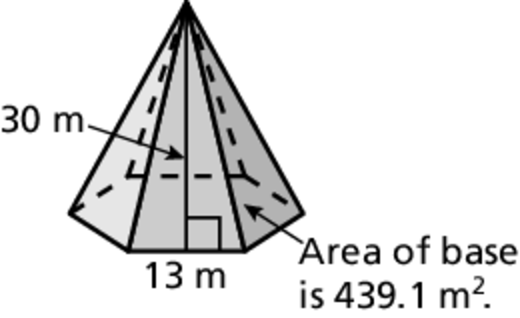 30 m
13 m
Area of base
is 439.1 m².